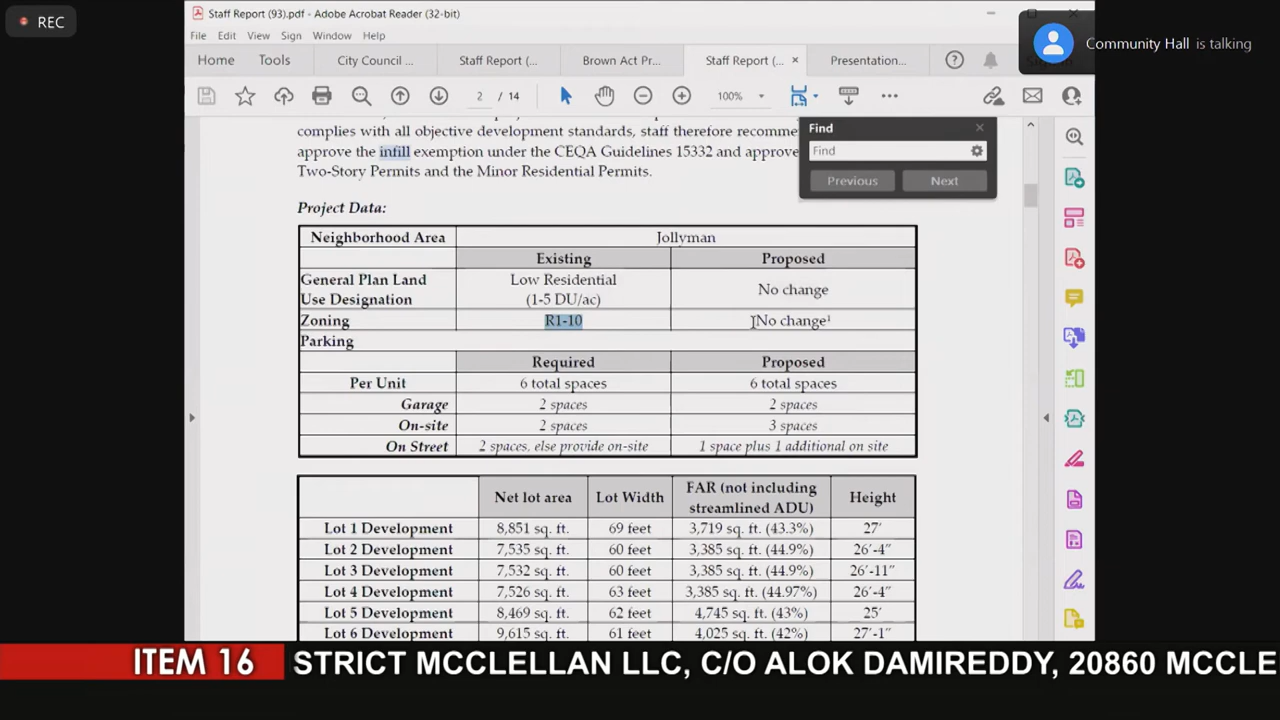 REC
Staff Report (93).pdf - Adobe Acrobat Reader (32-bit)
Community Hall is talking
File Edit View Sign Window Help
Home Tools City Council ... Staff Report (... Brown Act Pr... Staff Report (... × Presentation...
2 / 14 100%
complies with all objective development standards, staff therefore recomme
approve the infill exemption under the CEQA Guidelines 15332 and approve
Two-Story Permits and the Minor Residential Permits.
Find
Find
Previous Next
Project Data:
Neighborhood Area Jollyman
Existing Proposed
General Plan Land Use Designation Low Residential (1-5 DU/ac) No change
Zoning R1-10 No change¹
Parking
Required Proposed
Per Unit 6 total spaces 6 total spaces
Garage 2 spaces 2 spaces
On-site 2 spaces 3 spaces
On Street 2 spaces, else provide on-site 1 space plus 1 additional on site
Net lot area Lot Width FAR (not including streamlined ADU) Height
Lot 1 Development 8,851 sq. ft. 69 feet 3,719 sq. ft. (43.3%) 27'
Lot 2 Development 7,535 sq. ft. 60 feet 3,385 sq. ft. (44.9%) 26'-4"
Lot 3 Development 7,532 sq. ft. 60 feet 3,385 sq. ft. (44.9%) 26'-11"
Lot 4 Development 7,526 sq. ft. 63 feet 3,385 sq. ft. (44.97%) 26'-4"
Lot 5 Development 8,469 sq. ft. 62 feet 4,745 sq. ft. (43%) 25'
Lot 6 Development 9,615 sq. ft. 61 feet 4,025 sq. ft. (42%) 27'-1"
ITEM 16 STRICT MCCLELLAN LLC, C/O ALOK DAMIREDDY, 20860 MCCLE